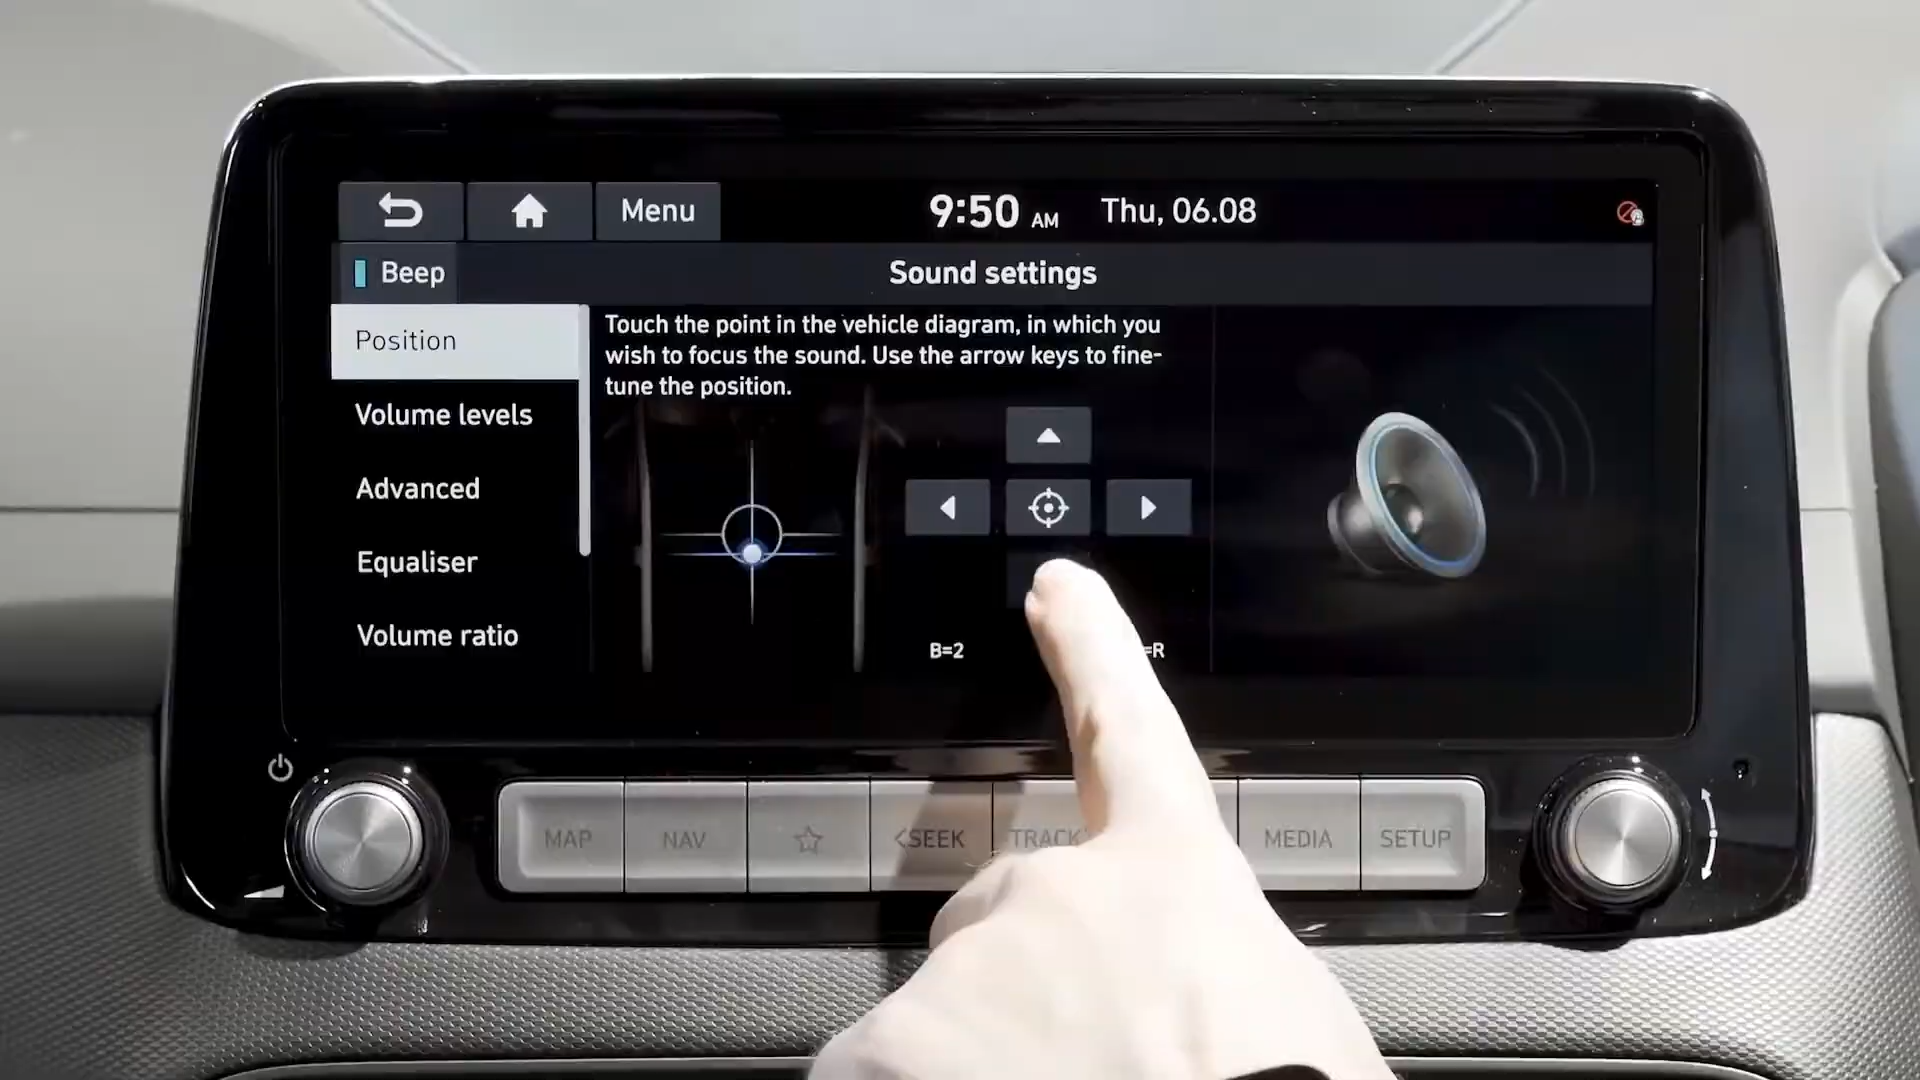 Menu
9:50 AM
Thu, 06.08
Beep
Sound settings
Position
Volume levels
Advanced
Equaliser
Volume ratio
Touch the point in the vehicle diagram, in which you
wish to focus the sound. Use the arrow keys to fine-
tune the position.
B=2
=R
MAP
NAV
<SEEK
TRACK
MEDIA
SETUP